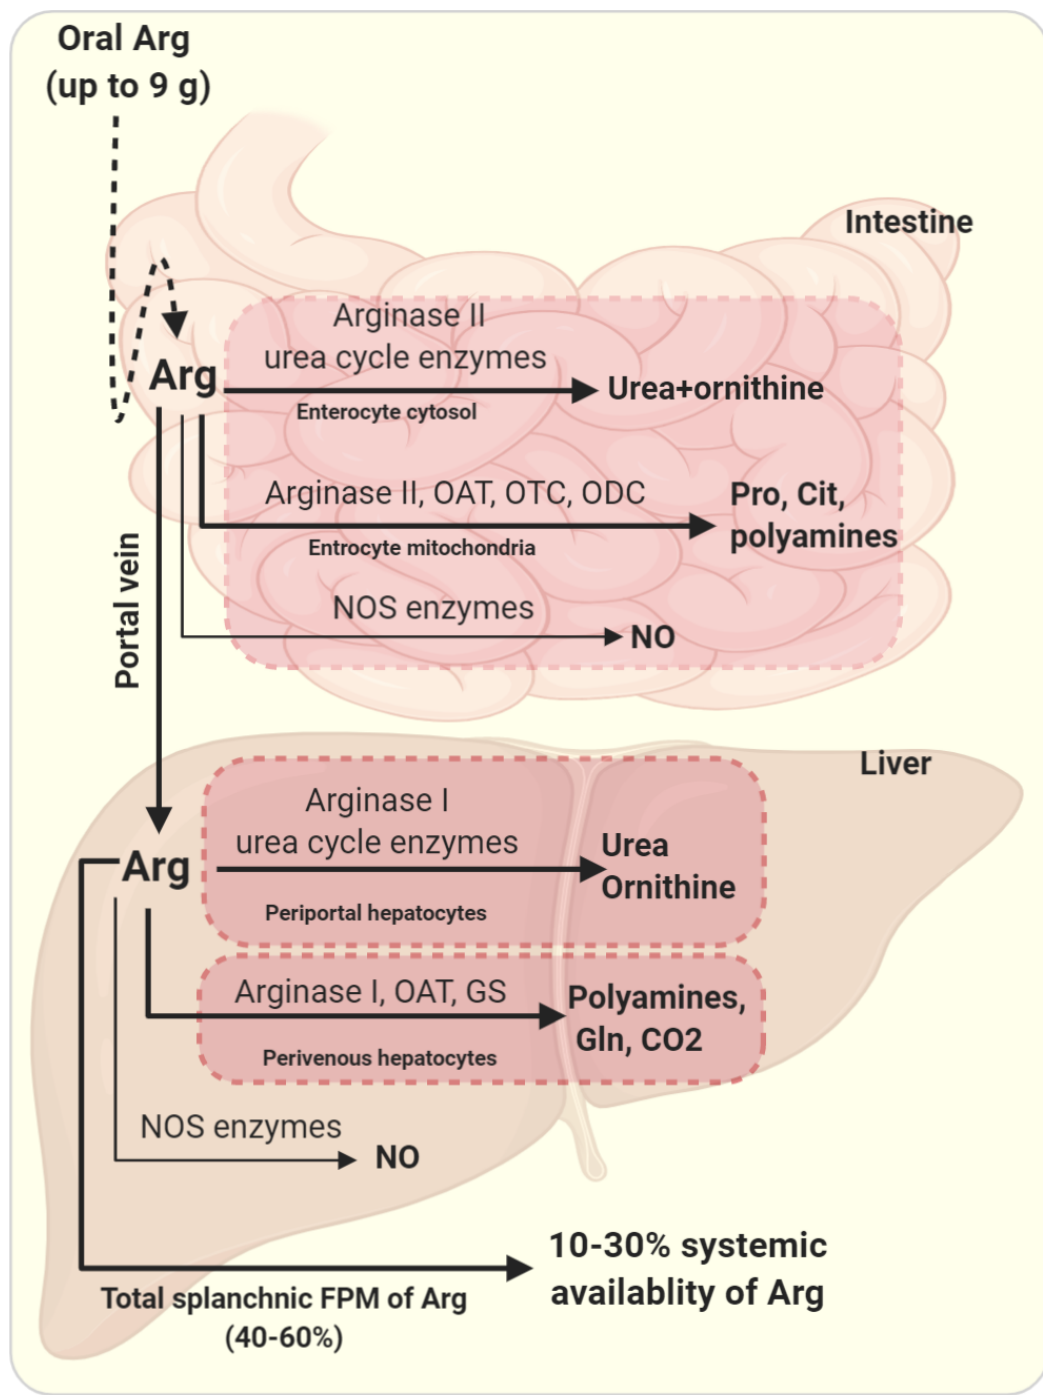 Oral Arg
(up to 9 g)
Intestine
Arginase II
urea cycle enzymes
Arg
Urea+ornithine
Enterocyte cytosol
Arginase II, OAT, OTC, ODC
Pro, Cit,
polyamines
Entrocyte mitochondria
Portal vein
NOS enzymes
NO
Liver
Arginase I
urea cycle enzymes
Arg
Urea
Ornithine
Periportal hepatocytes
Arginase I, OAT, GS
Polyamines,
Gln, CO2
Perivenous hepatocytes
NOS enzymes
NO
10-30% systemic
availablity of Arg
Total splanchnic FPM of Arg
(40-60%)